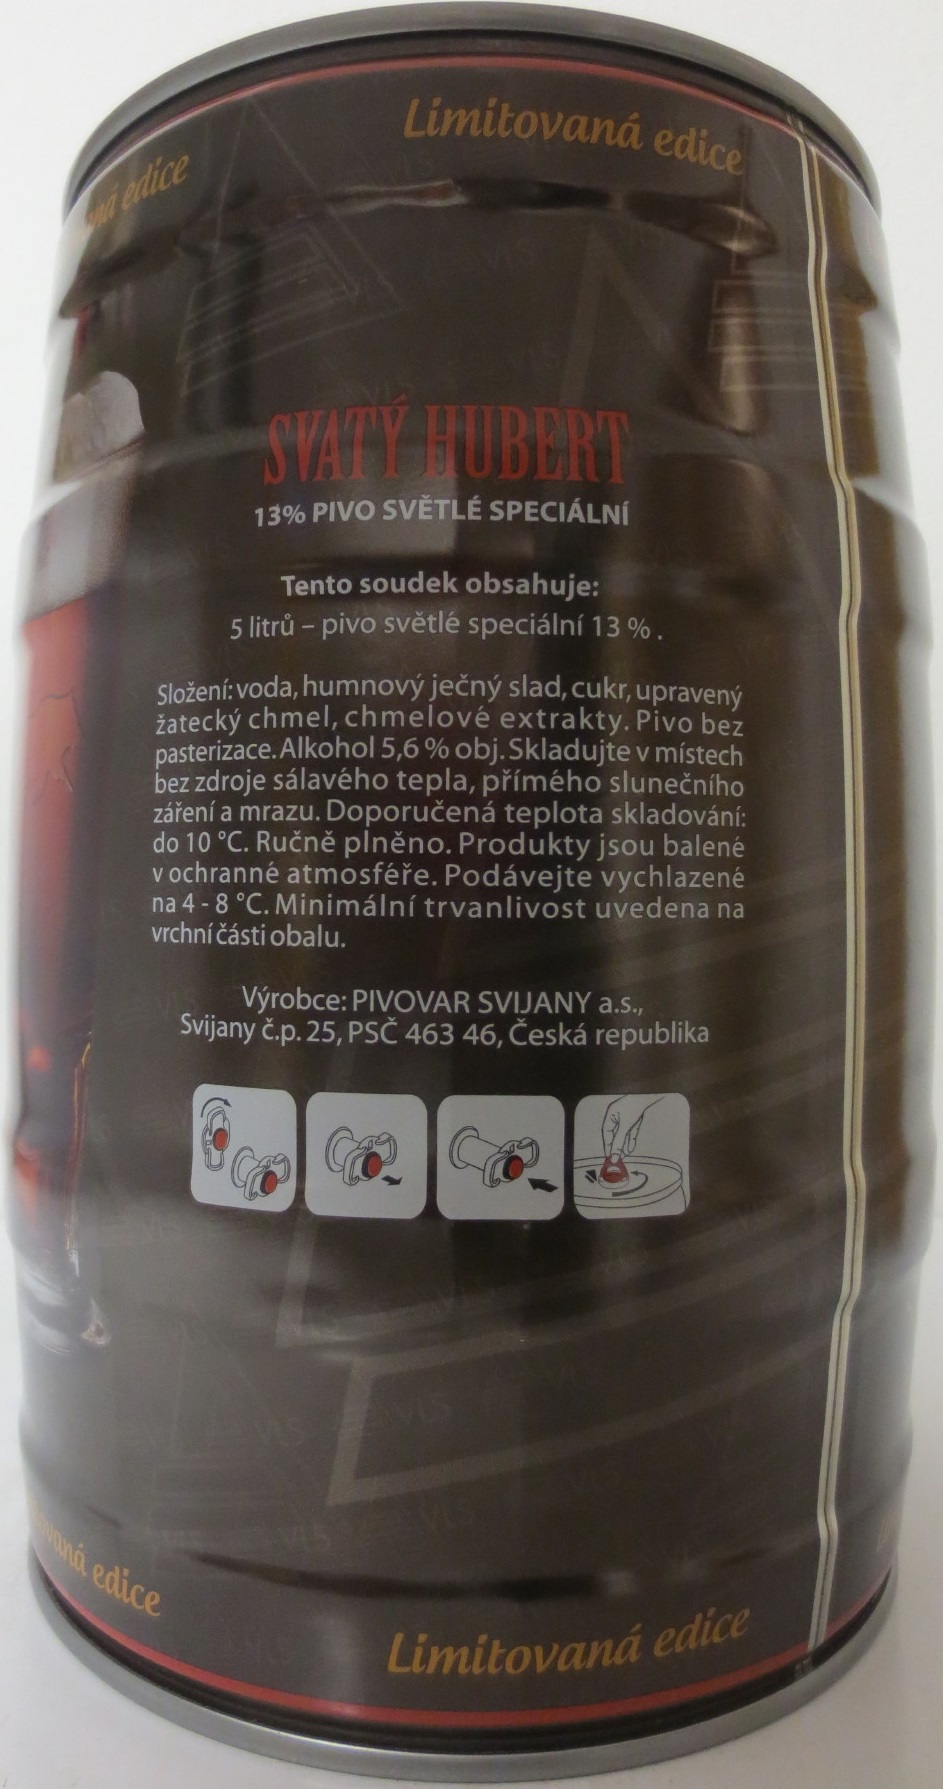 Limitovaná edice
ná edice
SVATÝ HUBERT
13% PIVO SVĚTLÉ SPECIÁLNÍ
Tento soudek obsahuje:
5 litrů – pivo světlé speciální 13 % .
Složení: voda, humnový ječný slad, cukr, upravený
žatecký chmel, chmelové extrakty. Pivo bez
pasterizace. Alkohol 5,6 % obj. Skladujte v místech
bez zdroje sálavého tepla, přímého slunečního
záření a mrazu. Doporučená teplota skladování:
do 10 °C. Ručně plněno. Produkty jsou balené
v ochranné atmosféře. Podávejte vychlazené
na 4 - 8 °C. Minimální trvanlivost uvedena na
vrchní části obalu.
Výrobce: PIVOVAR SVIJANY a.s.,
Svijany č.p. 25, PSČ 463 46, Česká republika
ovaná edice
Limitovaná edice